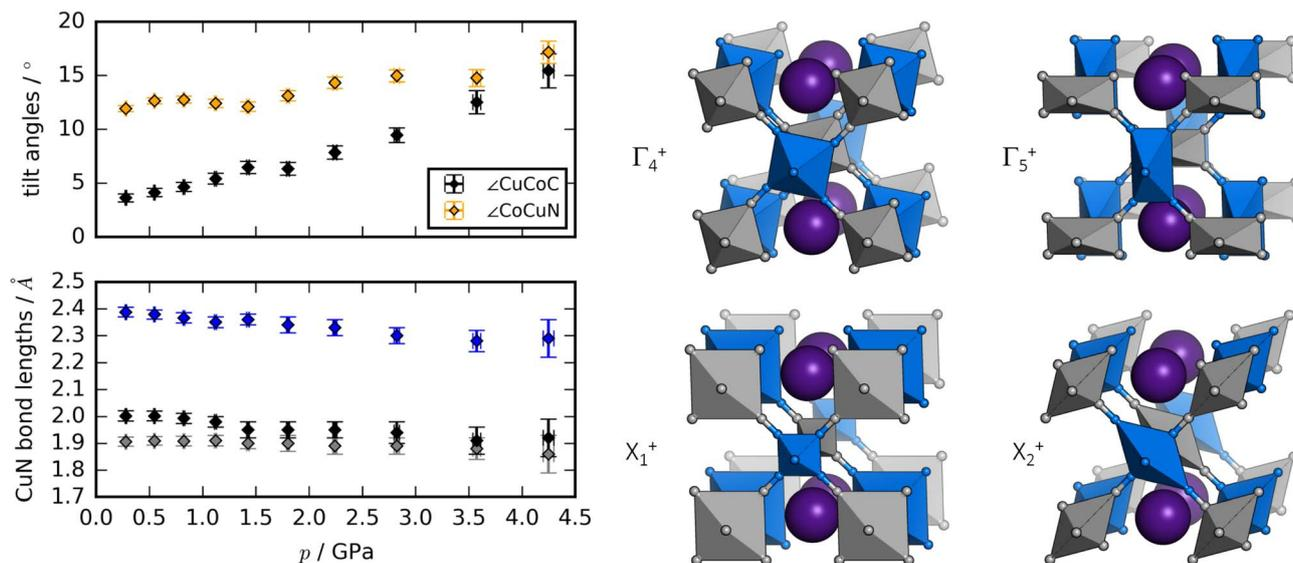 20
15
10
5
0
tilt angles / °
∠CuCoC
∠CoCuN
2.5
2.4
2.3
2.2
2.1
2.0
1.9
1.8
1.7
CuN bond lengths / Å
0.0 0.5 1.0 1.5 2.0 2.5 3.0 3.5 4.0 4.5
p / GPa
Γ₄⁺
Γ₅⁺
X₁⁺
X₂⁺